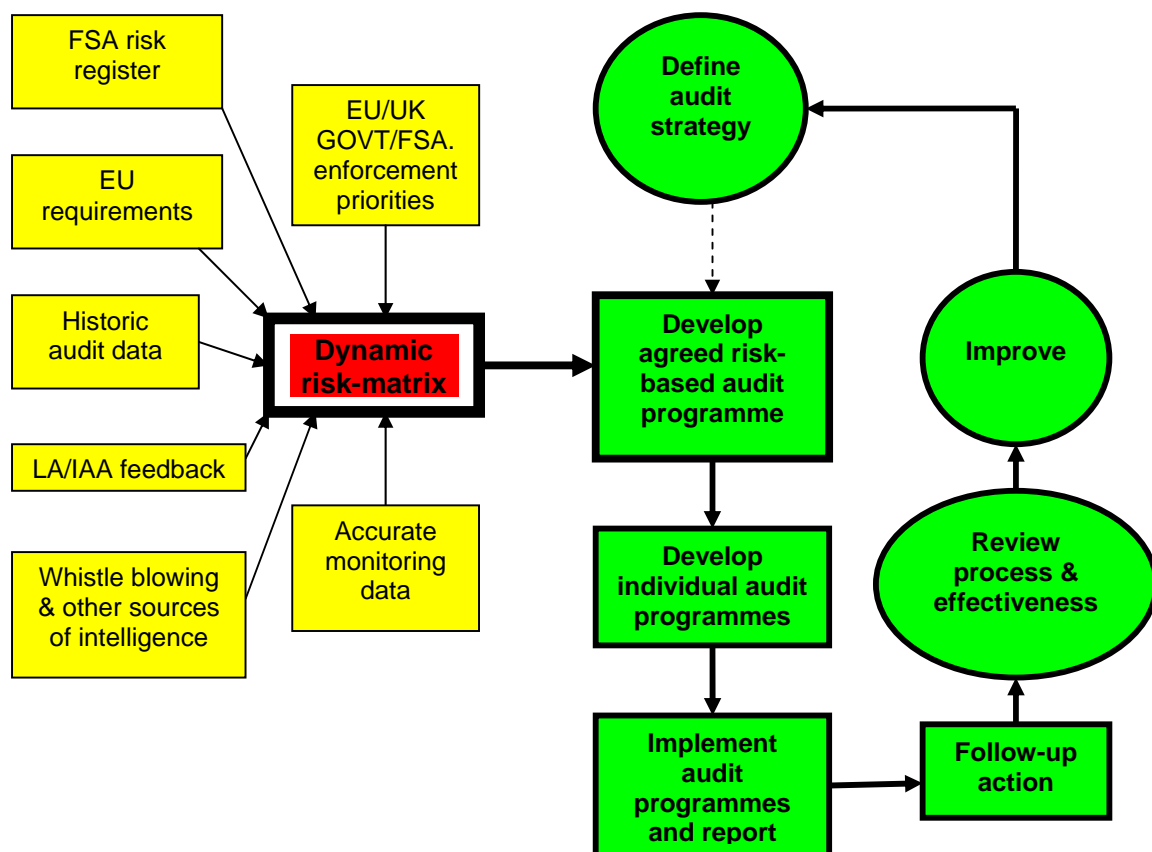 FSA risk
register
EU/UK
GOVT/FSA.
enforcement
priorities
EU
requirements
Historic
audit data
LA/IAA feedback
Whistle blowing
& other sources
of intelligence
Accurate
monitoring
data
Dynamic
risk-matrix
Define
audit
strategy
Develop
agreed risk-
based audit
programme
Develop
individual audit
programmes
Implement
audit
programmes
and report
Follow-up
action
Review
process &
effectiveness
Improve